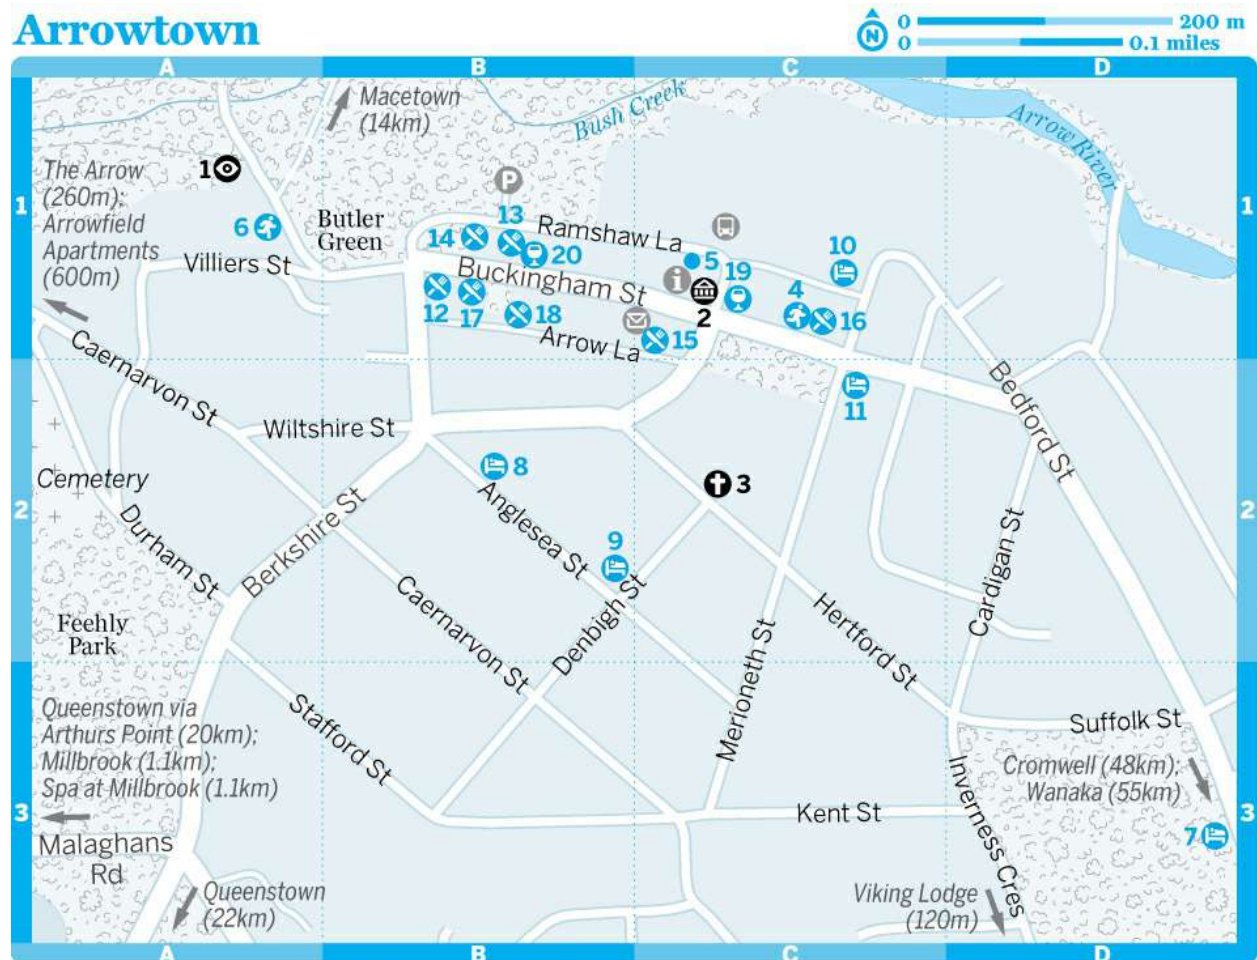 Arrowtown
N
0 200 m
0 0.1 miles
A B C D
Macetown
(14km)
Bush Creek
Arrow River
1
The Arrow
(260m);
Arrowfield
Apartments
(600m)
P
1
6
Butler
Green
13
Ramshaw La
14
20
5
10
1
Villiers St
Buckingham St
i
19
4
12
17
18
2
16
Arrow La
15
Caernarvon St
11
Bedford St
Wiltshire St
8
3
Cemetery
2
Anglesea St
2
Durham St
Berkshire St
9
Cardigan St
Caernarvon St
Denbigh St
Hertford St
Feehly
Park
Merioneth St
Queenstown via
Arthurs Point (20km);
Millbrook (1.1km);
Spa at Millbrook (1.1km)
Stafford St
Suffolk St
Cromwell (48km);
Wanaka (55km)
Inverness Cres
3
Kent St
3
7
Malaghans
Rd
Queenstown
(22km)
Viking Lodge
(120m)
A B C D